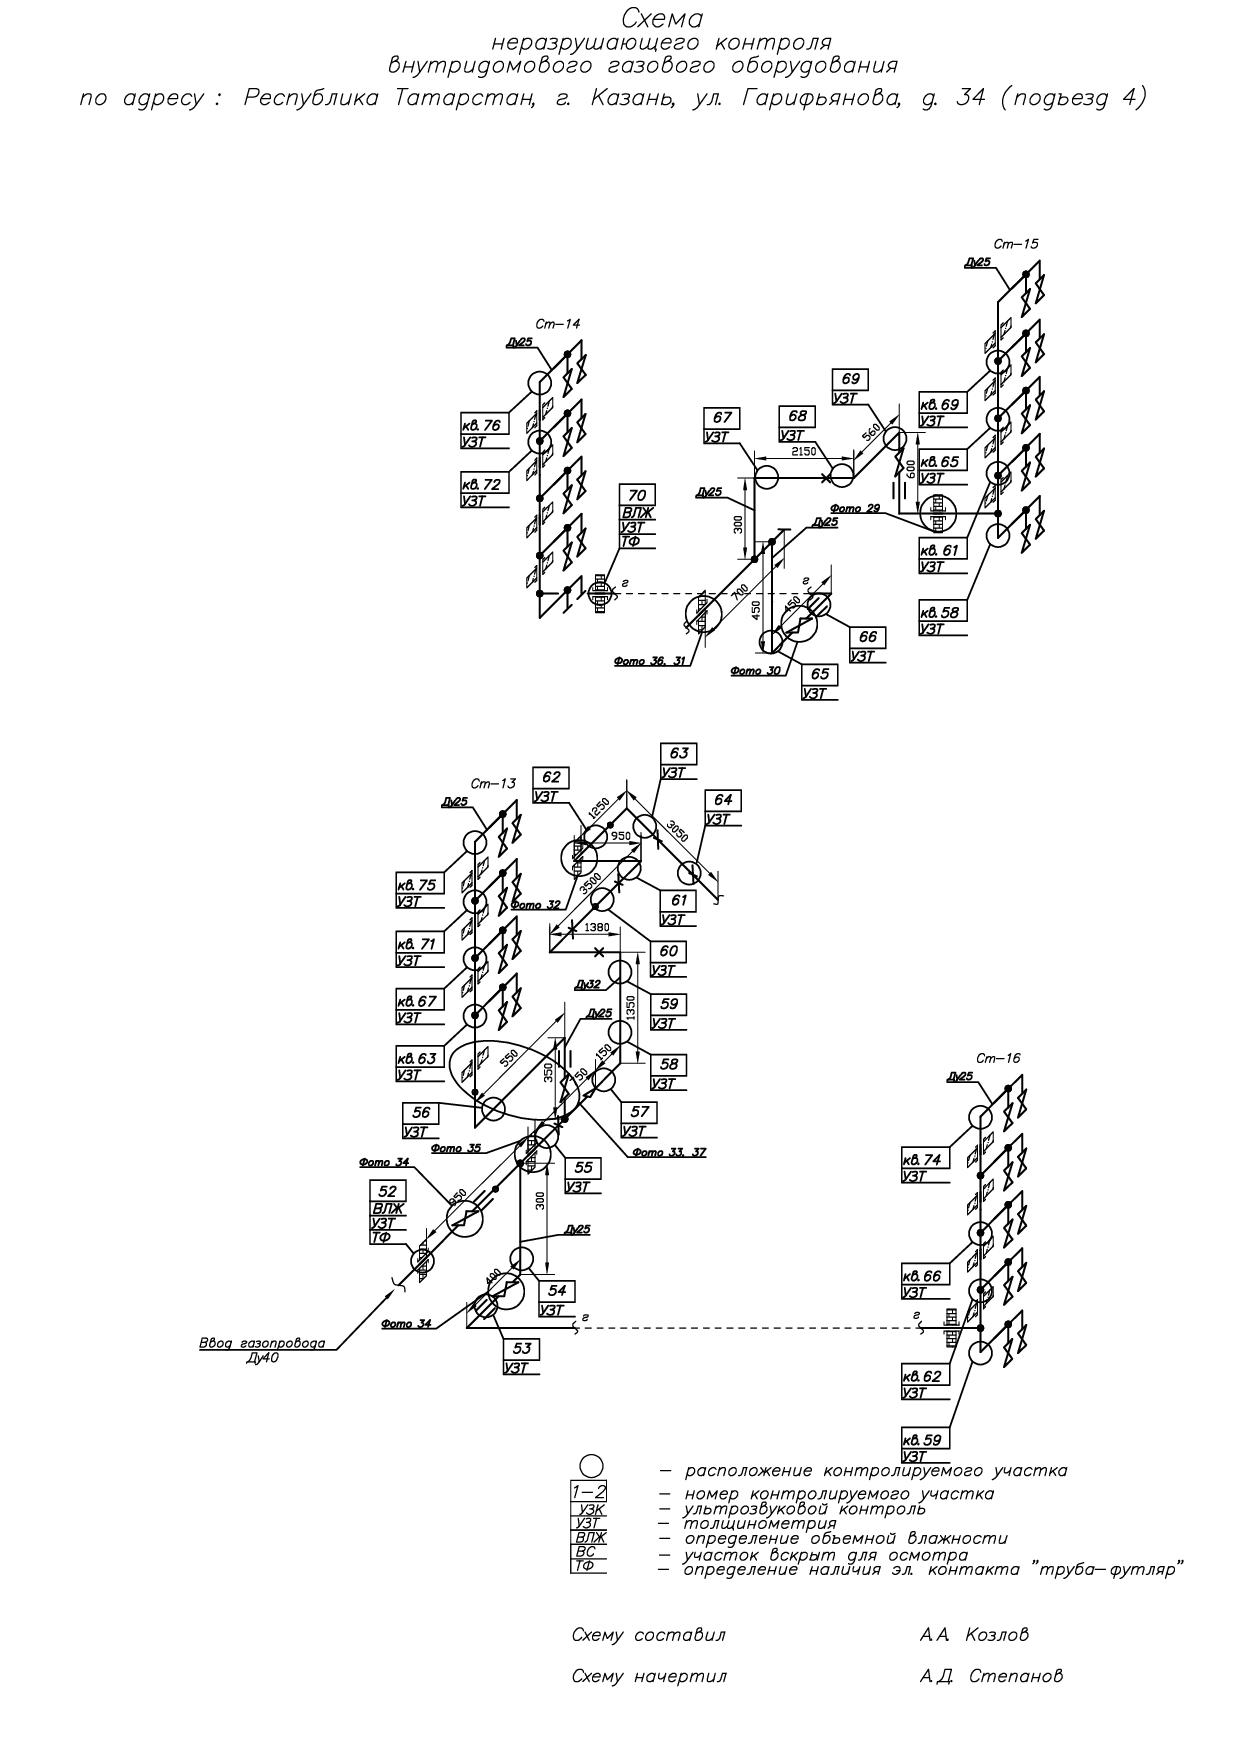 Схема
неразрушающего контроля
внутридомового газового оборудования
по адресу : Республика Татарстан, г. Казань, ул. Гарифьянова, д. 34 (подъезд 4)
Ст-15
Ду25
Ст-14
Ду25
кв. 76
УЗТ
кв. 72
УЗТ
70
ВЛЖ
УЗТ
ТФ
г
67
УЗТ
68
УЗТ
69
УЗТ
2150
560
600
300
Ду25
Ду25
Фото 29
700
450
450
г
Фото 36, 31
Фото 30
65
УЗТ
66
УЗТ
кв. 69
УЗТ
кв. 65
УЗТ
кв. 61
УЗТ
кв. 58
УЗТ
Ст-13
Ду25
62
УЗТ
63
УЗТ
64
УЗТ
1250
950
3050
3500
Фото 32
1380
61
УЗТ
60
УЗТ
Ду32
59
УЗТ
1350
58
УЗТ
57
УЗТ
кв. 75
УЗТ
кв. 71
УЗТ
кв. 67
УЗТ
кв. 63
УЗТ
Ду25
550
350
150
56
УЗТ
Фото 35
Фото 33, 37
55
УЗТ
Фото 34
52
ВЛЖ
УЗТ
ТФ
300
Ду25
400
54
УЗТ
Фото 34
53
УЗТ
г
Ввод газопровода
Ду40
Ст-16
Ду25
кв. 74
УЗТ
кв. 66
УЗТ
г
кв. 62
УЗТ
кв. 59
УЗТ
– расположение контролируемого участка
1-2 – номер контролируемого участка
УЗК – ультрозвуковой контроль
УЗТ – толщинометрия
ВЛЖ – определение объемной влажности
ВС – участок вскрыт для осмотра
ТФ – определение наличия эл. контакта "труба-футляр"
Схему составил А.А. Козлов
Схему начертил А.Д. Степанов